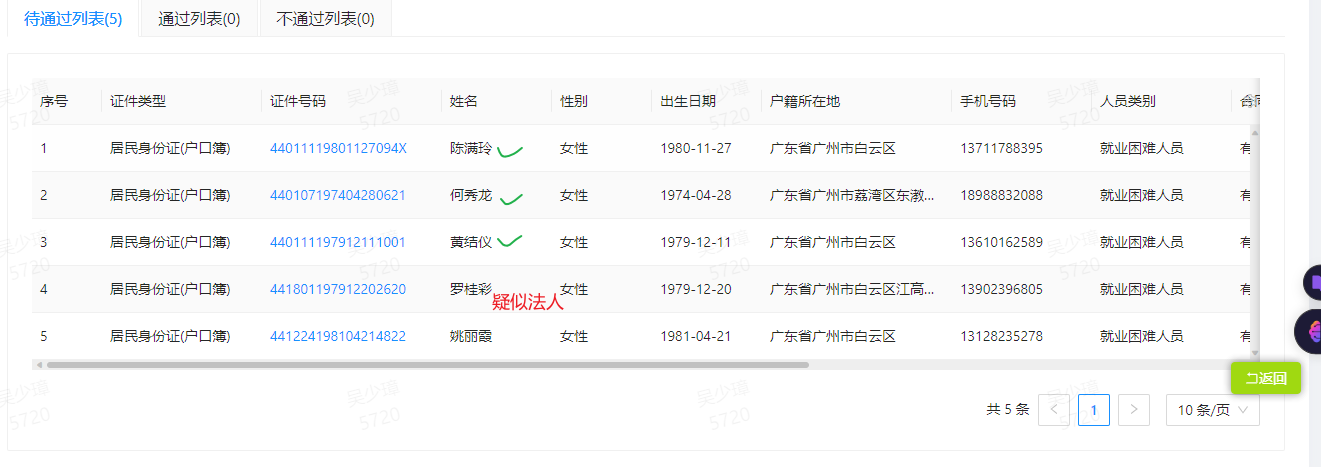 待通过列表(5) 通过列表(0) 不通过列表(0)
序号 证件类型 证件号码 姓名 性别 出生日期 户籍所在地 手机号码 人员类别
1 居民身份证(户口簿) 44011119801127094X 陈满玲 女性 1980-11-27 广东省广州市白云区 13711788395 就业困难人员 有
2 居民身份证(户口簿) 440107197404280621 何秀龙 女性 1974-04-28 广东省广州市荔湾区东漖... 18988832088 就业困难人员 有
3 居民身份证(户口簿) 440111197912111001 黄结仪 女性 1979-12-11 广东省广州市白云区 13610162589 就业困难人员 有
4 居民身份证(户口簿) 441801197912202620 罗桂彩 女性 1979-12-20 广东省广州市白云区江高... 13902396805 就业困难人员 有
疑似法人
5 居民身份证(户口簿) 441224198104214822 姚丽霞 女性 1981-04-21 广东省广州市白云区 13128235278 就业困难人员 有
返回
共 5 条 1 10 条/页
吴少璋
5720